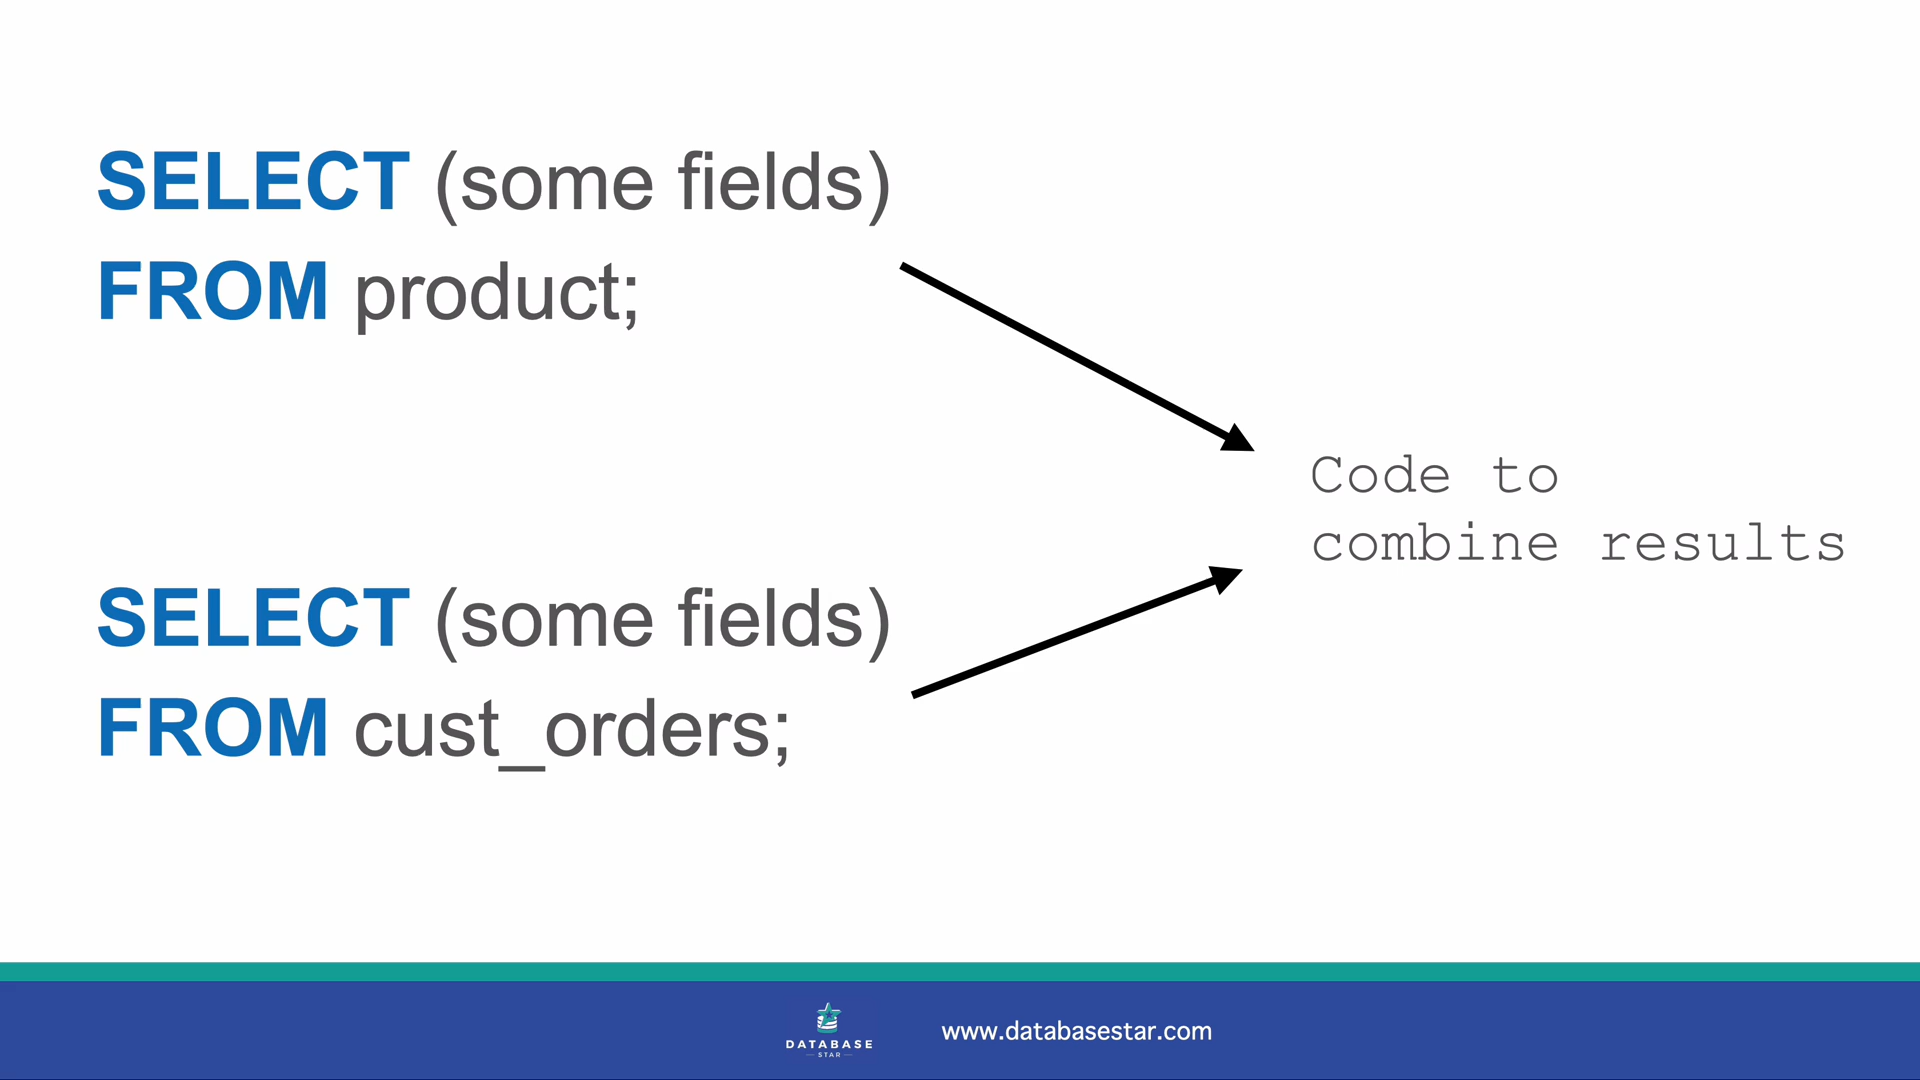 SELECT (some fields)
FROM product;
Code to
combine results
SELECT (some fields)
FROM cust_orders;
DATABASE
STAR
www.databasestar.com